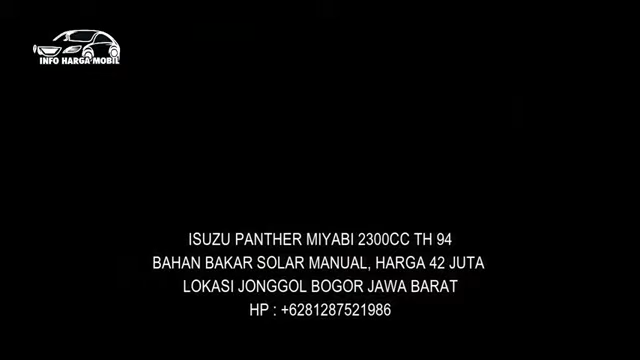 INFO HARGA MOBIL
ISUZU PANTHER MIYABI 2300CC TH 94
BAHAN BAKAR SOLAR MANUAL, HARGA 42 JUTA
LOKASI JONGGOL BOGOR JAWA BARAT
HP : +6281287521986